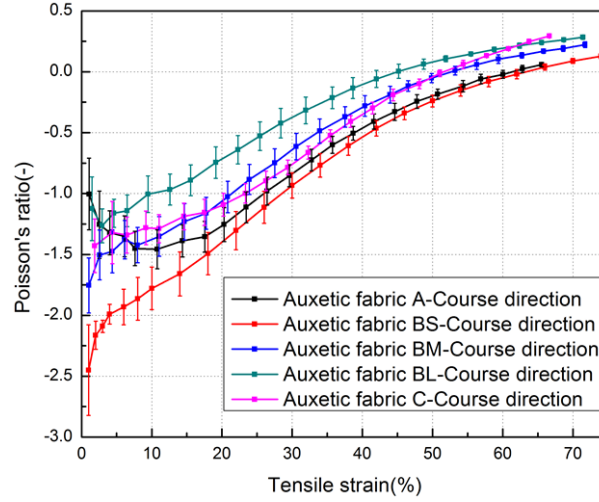 0.5
0.0
-0.5
-1.0
-1.5
-2.0
-2.5
-3.0
Poisson's ratio(-)
Auxetic fabric A-Course direction
Auxetic fabric BS-Course direction
Auxetic fabric BM-Course direction
Auxetic fabric BL-Course direction
Auxetic fabric C-Course direction
0 10 20 30 40 50 60 70
Tensile strain(%)